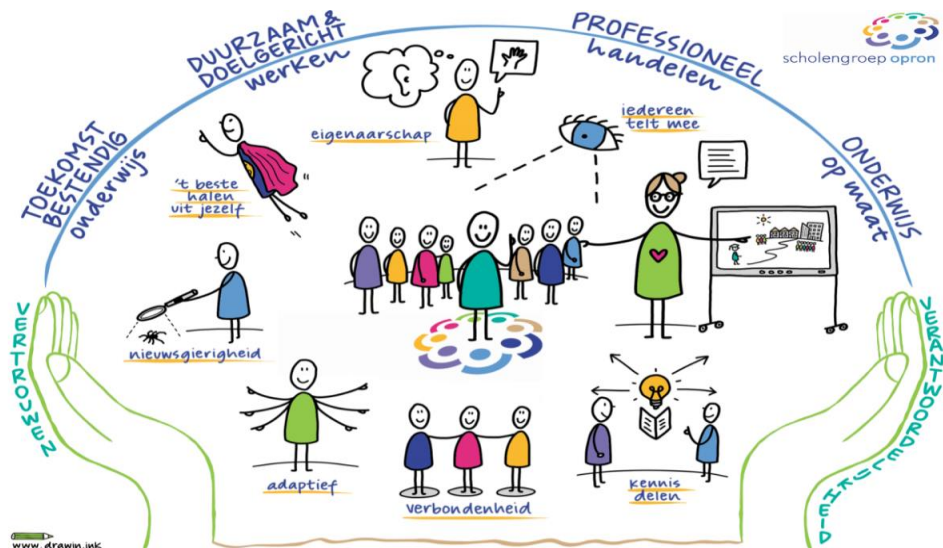 TOEKOMST
BESTENDIG
onderwijs
DUURZAAM &
DOELGERICHT
werken
PROFESSIONEEL
handelen
ONDERWIJS
op maat
scholengroep opron
eigenaarschap
iedereen
telt mee
't beste
halen
uit jezelf
nieuwsgierigheid
adaptief
verbondenheid
kennis
delen
VERTROUWEN
VERANTWOORDELIJKHEID
www.drawin.ink